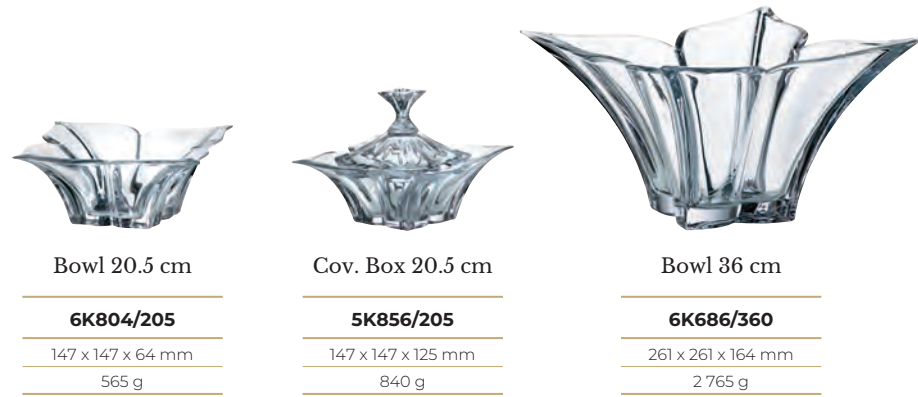 Bowl 20.5 cm
6K804/205
147 x 147 x 64 mm
565 g
Cov. Box 20.5 cm
5K856/205
147 x 147 x 125 mm
840 g
Bowl 36 cm
6K686/360
261 x 261 x 164 mm
2 765 g